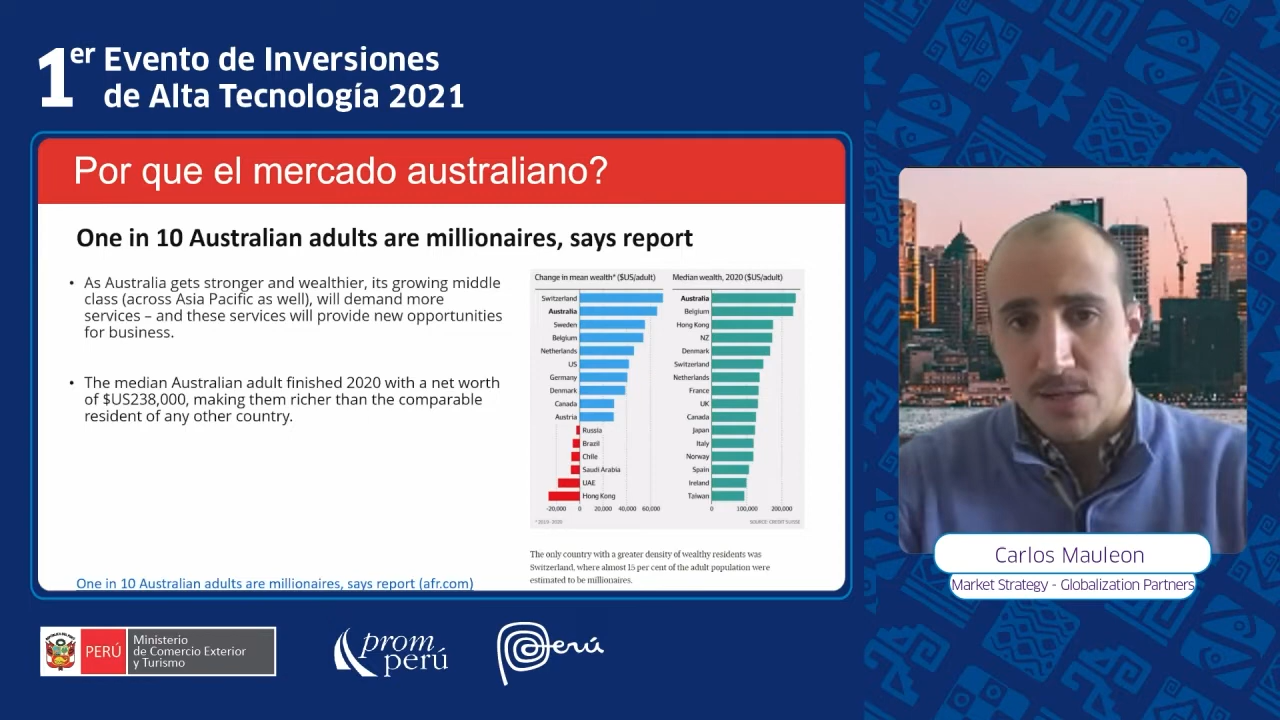 1er Evento de Inversiones
de Alta Tecnología 2021
Por que el mercado australiano?
One in 10 Australian adults are millionaires, says report
• As Australia gets stronger and wealthier, its growing middle
class (across Asia Pacific as well), will demand more
services – and these services will provide new opportunities
for business.
• The median Australian adult finished 2020 with a net worth
of $US238,000, making them richer than the comparable
resident of any other country.
One in 10 Australian adults are millionaires, says report (afr.com)
Change in mean wealth* ($US/adult)
Switzerland
Australia
Sweden
Belgium
Netherlands
US
Germany
Denmark
Canada
Austria
Russia
Brazil
Chile
Saudi Arabia
UAE
Hong Kong
-20,000 0 20,000 40,000 60,000
* 2019-2020
Median wealth, 2020 ($US/adult)
Australia
Belgium
Hong Kong
NZ
Denmark
Switzerland
Netherlands
France
UK
Canada
Japan
Italy
Norway
Spain
Ireland
Taiwan
0 100,000 200,000
SOURCE: CREDIT SUISSE
The only country with a greater density of wealthy residents was
Switzerland, where almost 15 per cent of the adult population were
estimated to be millionaires.
Carlos Mauleon
Market Strategy - Globalization Partners
PERÚ
Ministerio
de Comercio Exterior
y Turismo
prom
perú
Perú